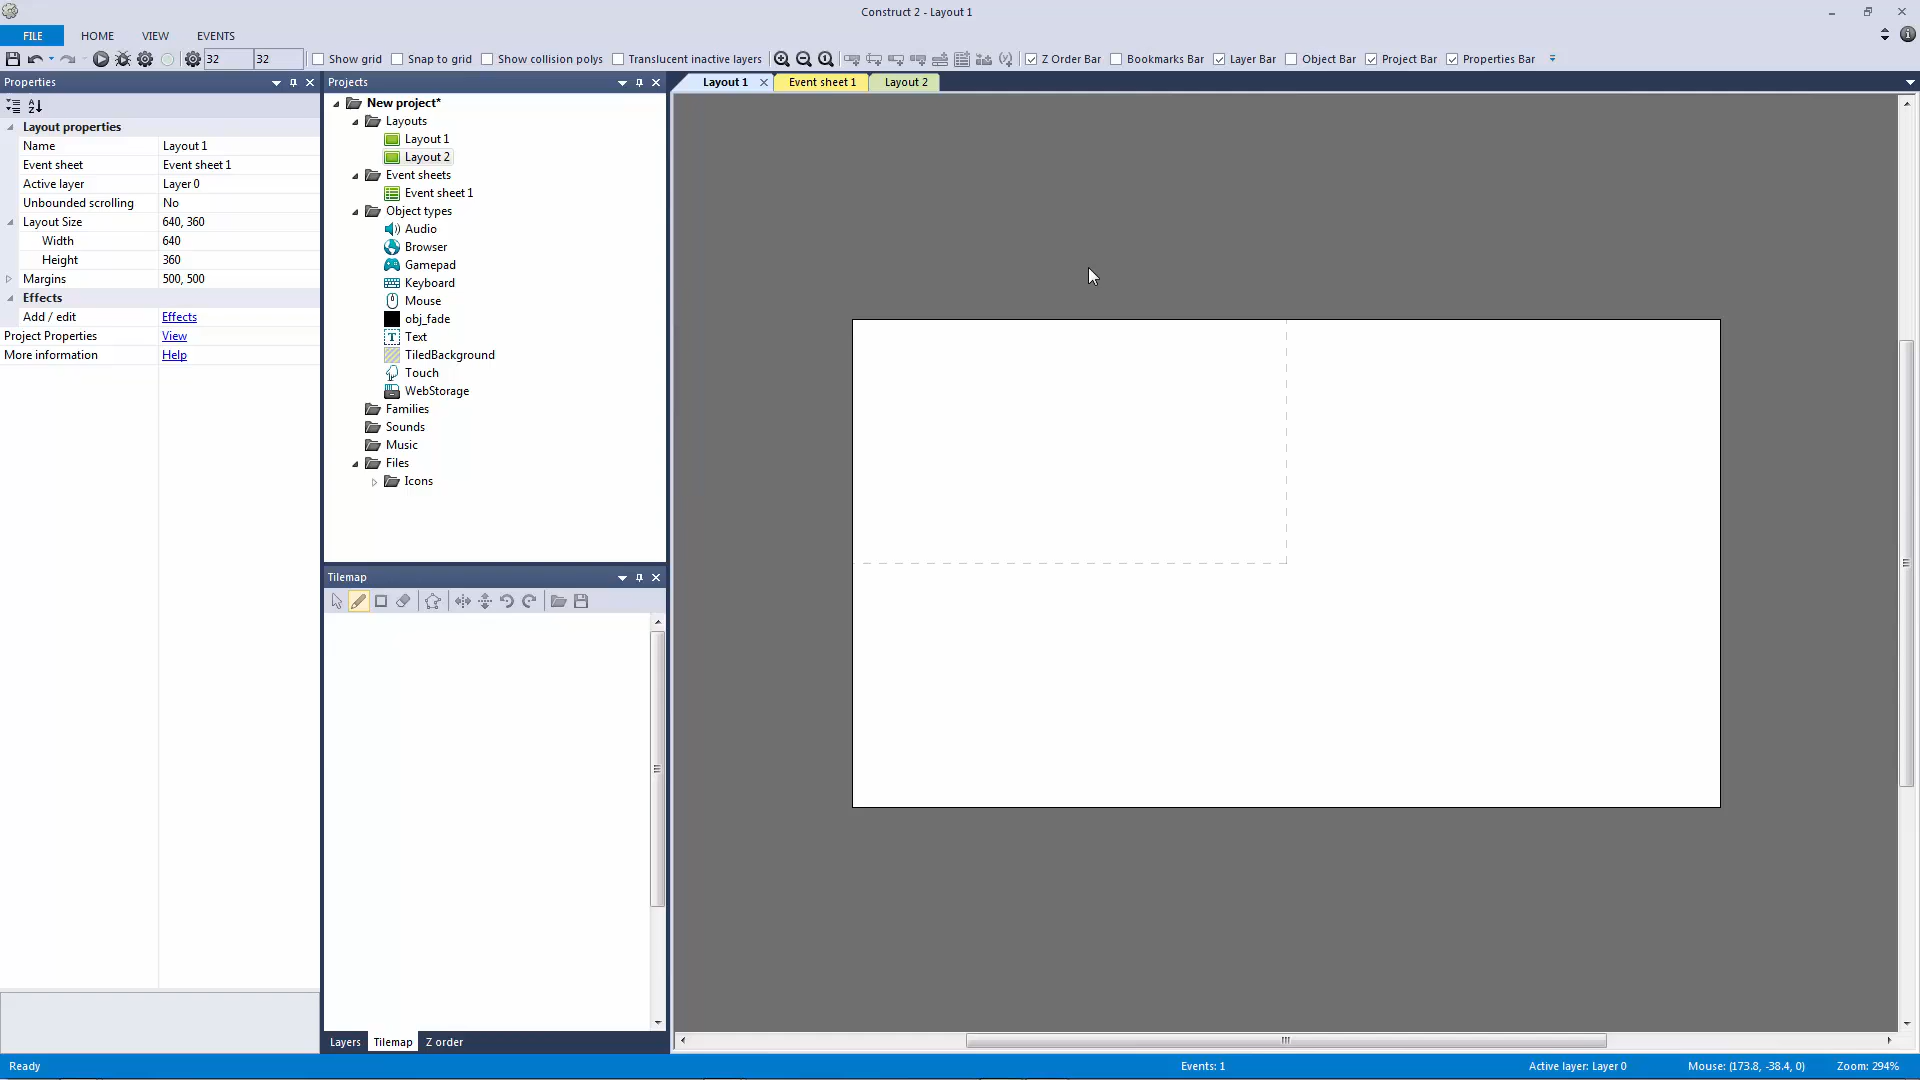 Construct 2 - Layout 1
FILE HOME VIEW EVENTS
32 32 Show grid Snap to grid Show collision polys Translucent inactive layers Z Order Bar Bookmarks Bar Layer Bar Object Bar Project Bar Properties Bar
Properties
Layout properties
Name Layout 1
Event sheet Event sheet 1
Active layer Layer 0
Unbounded scrolling No
Layout Size 640, 360
Width 640
Height 360
Margins 500, 500
Effects
Add / edit Effects
Project Properties View
More information Help
Projects
New project*
Layouts
Layout 1
Layout 2
Event sheets
Event sheet 1
Object types
Audio
Browser
Gamepad
Keyboard
Mouse
obj_fade
Text
TiledBackground
Touch
WebStorage
Families
Sounds
Music
Files
Icons
Tilemap
Layers Tilemap Z order
Layout 1 Event sheet 1 Layout 2
Ready Events: 1 Active layer: Layer 0 Mouse: (173.8, -38.4, 0) Zoom: 294%